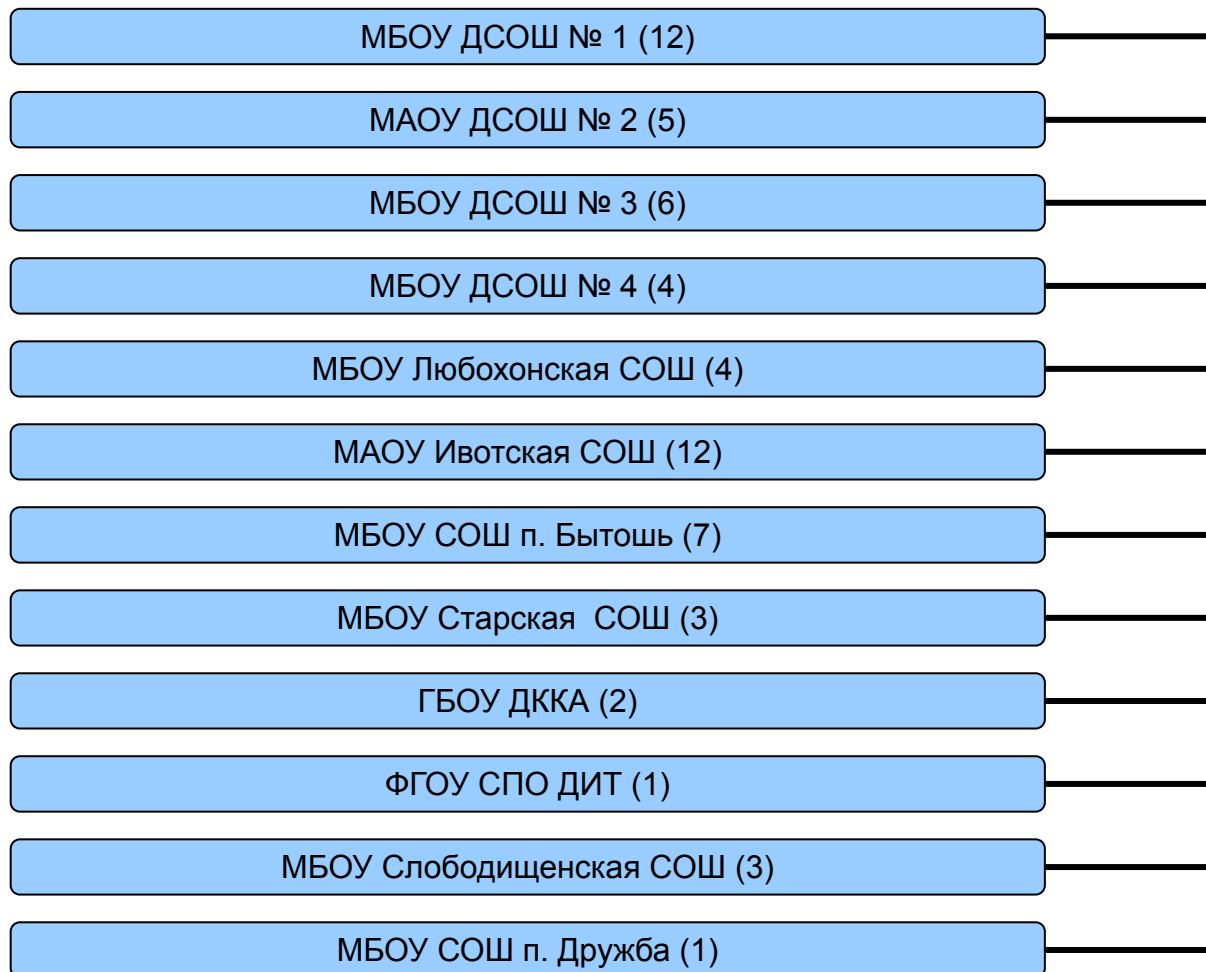 МБОУ ДСОШ № 1 (12)
МАОУ ДСОШ № 2 (5)
МБОУ ДСОШ № 3 (6)
МБОУ ДСОШ № 4 (4)
МБОУ Любохонская СОШ (4)
МАОУ Ивотская СОШ (12)
МБОУ СОШ п. Бытошь (7)
МБОУ Старская  СОШ (3)
ГБОУ ДККА (2)
ФГОУ СПО ДИТ (1)
МБОУ Слободищенская СОШ (3)
МБОУ СОШ п. Дружба (1)